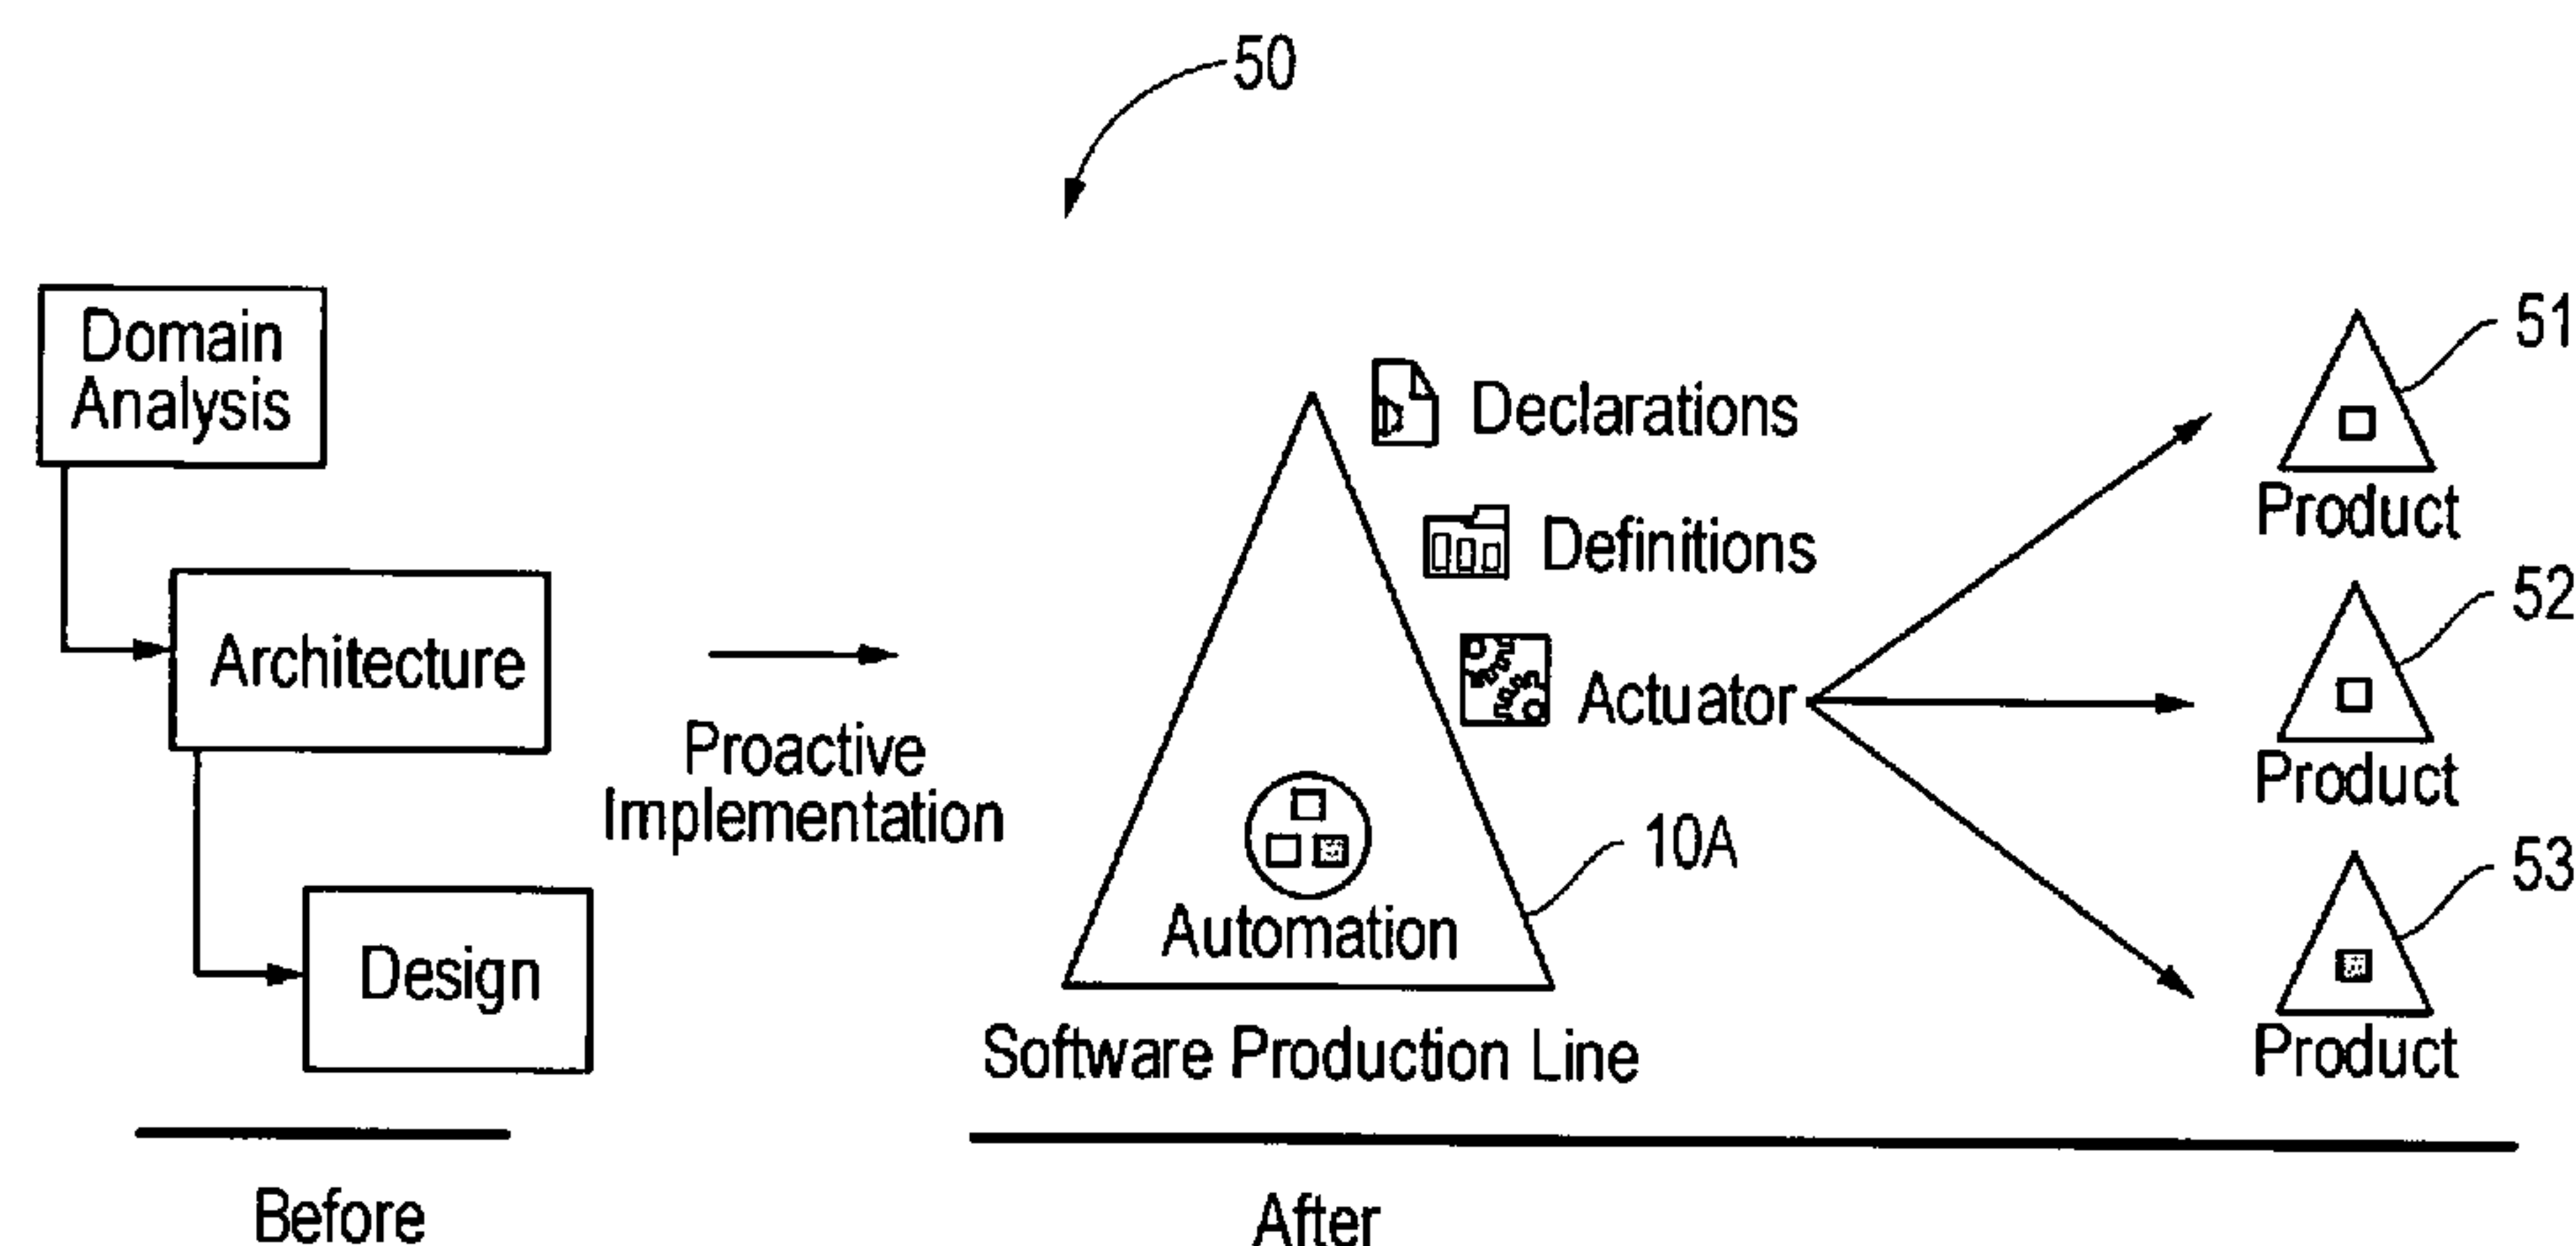 50
Domain
Analysis
Architecture
Design
Proactive
Implementation
Declarations
Definitions
Actuator
Automation
10A
Software Production Line
51
Product
52
Product
53
Product
Before
After